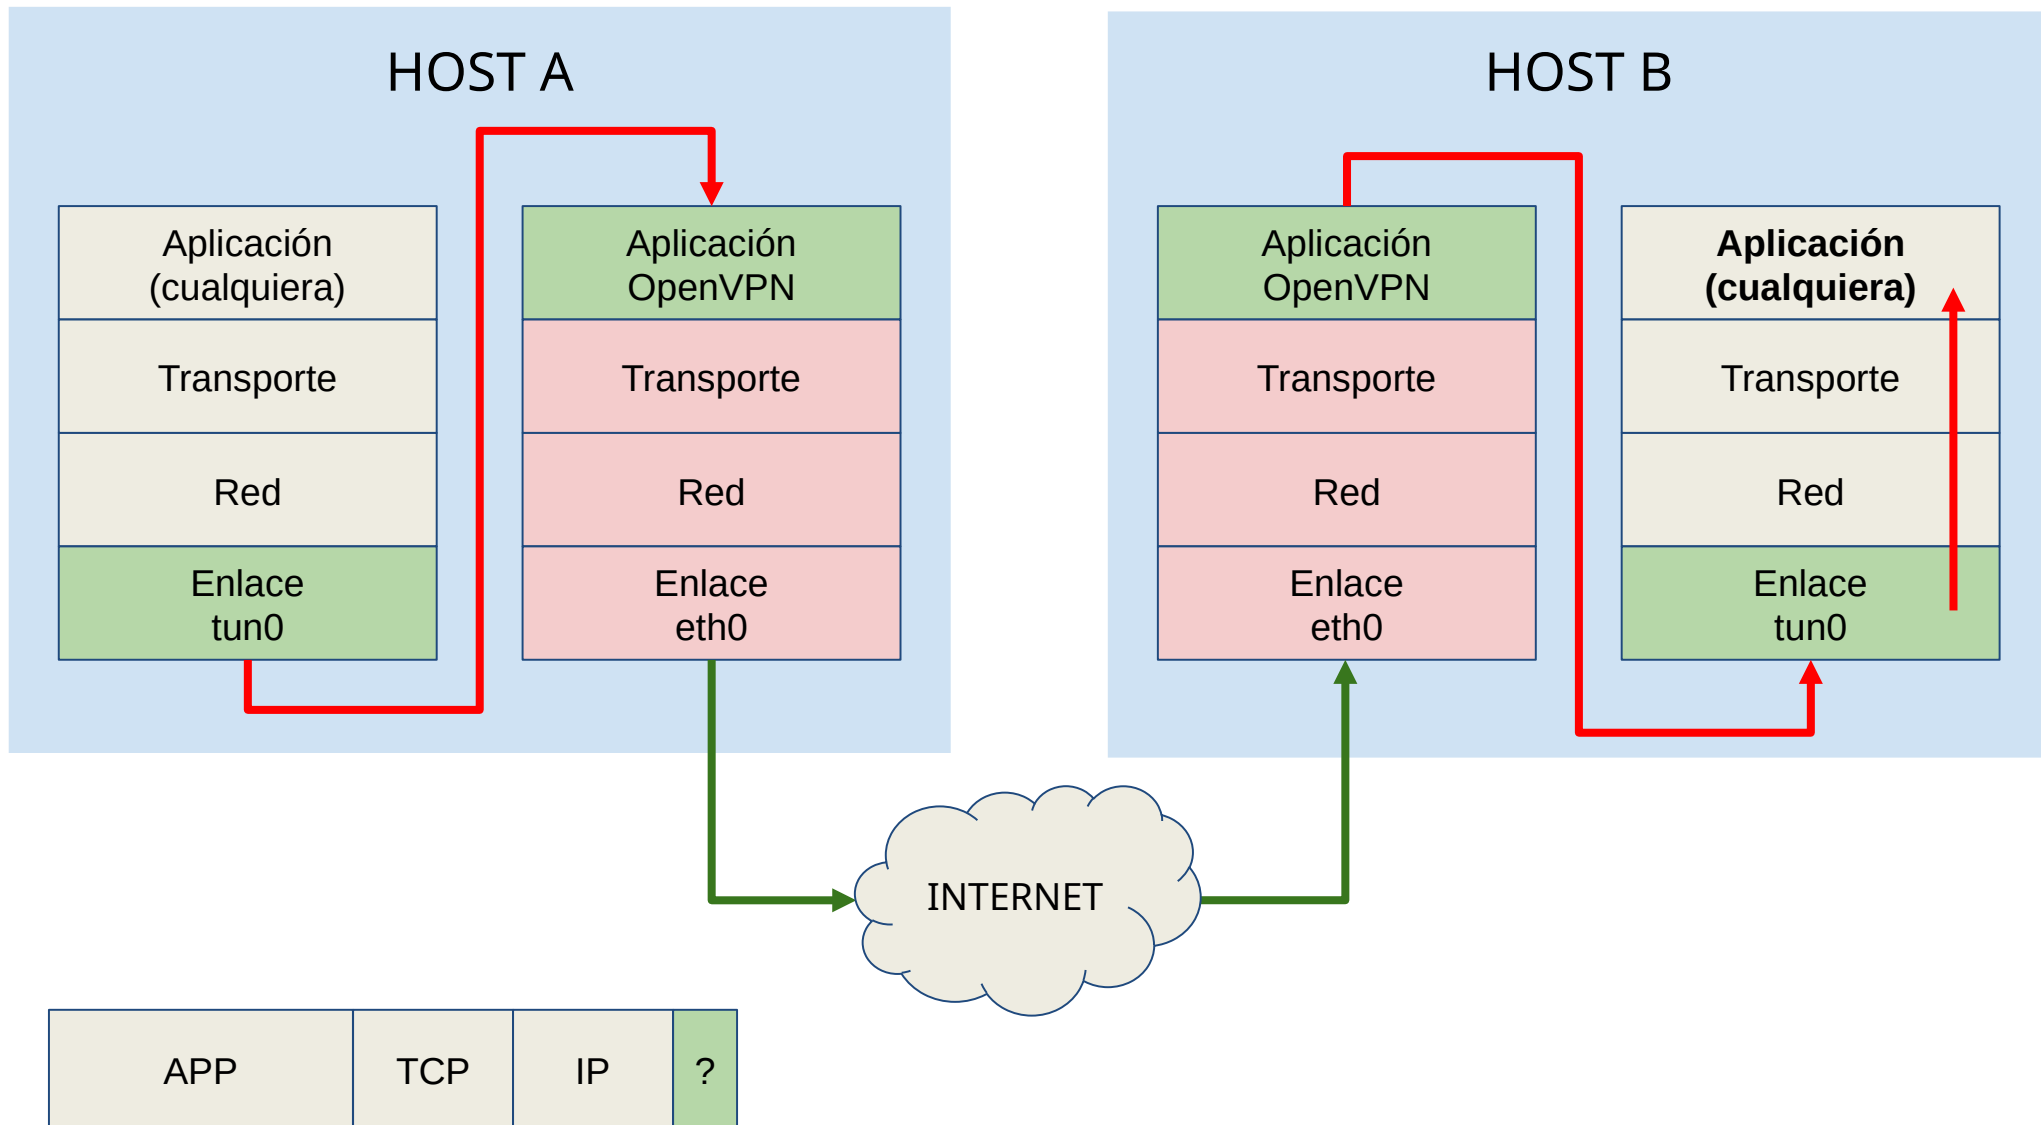 HOST A
HOST B
Aplicación
(cualquiera)
Transporte
Red
Enlace
tun0
Aplicación
OpenVPN
Transporte
Red
Enlace
eth0
Aplicación
OpenVPN
Transporte
Red
Enlace
eth0
Aplicación
(cualquiera)
Transporte
Red
Enlace
tun0
INTERNET
APP
TCP
IP
?